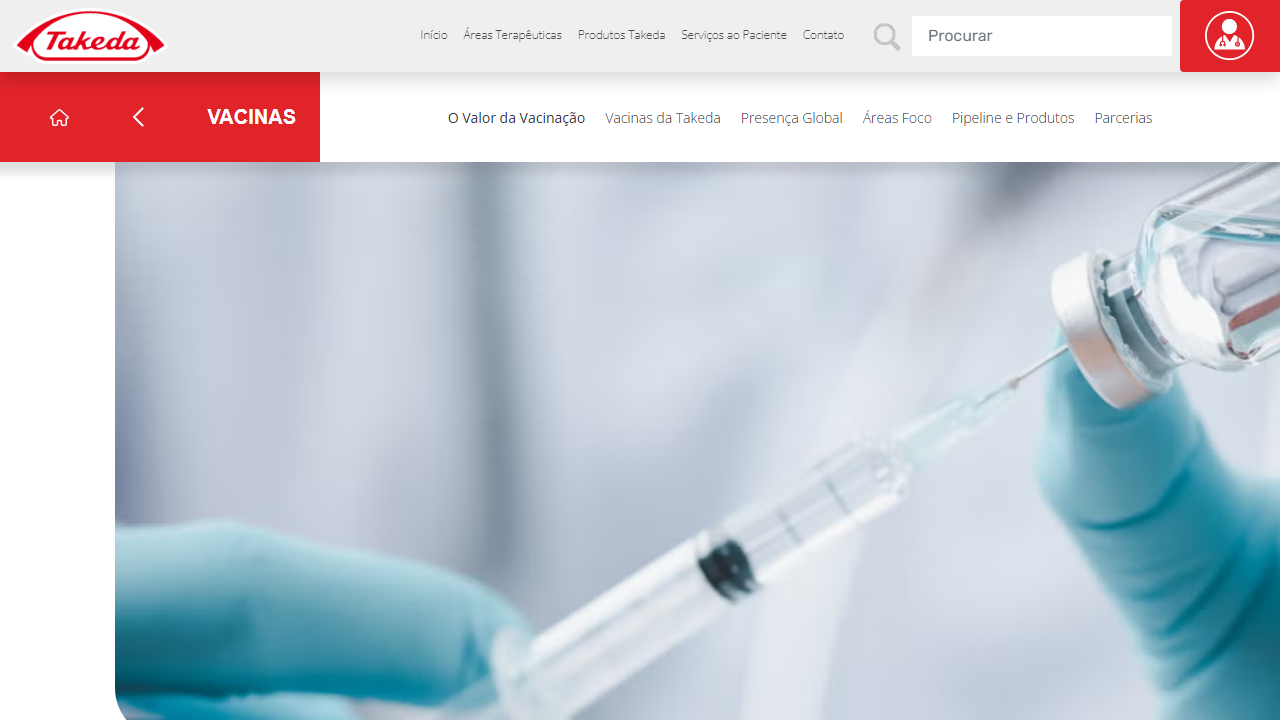 Takeda
Início Áreas Terapêuticas Produtos Takeda Serviços ao Paciente Contato Procurar
VACINAS
O Valor da Vacinação Vacinas da Takeda Presença Global Áreas Foco Pipeline e Produtos Parcerias